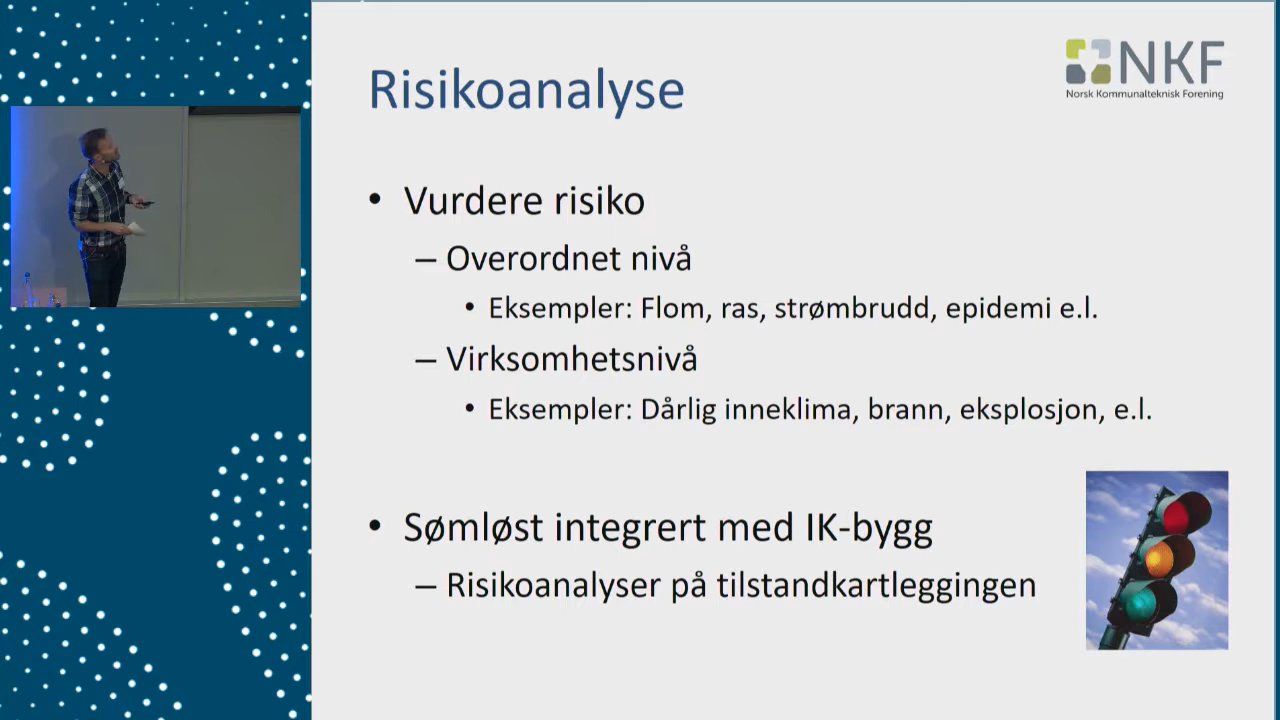 Risikoanalyse
NKF
Norsk Kommunalteknisk Forening
• Vurdere risiko
– Overordnet nivå
• Eksempler: Flom, ras, strømbrudd, epidemi e.l.
– Virksomhetsnivå
• Eksempler: Dårlig inneklima, brann, eksplosjon, e.l.
• Sømløst integrert med IK-bygg
– Risikoanalyser på tilstandkartleggingen